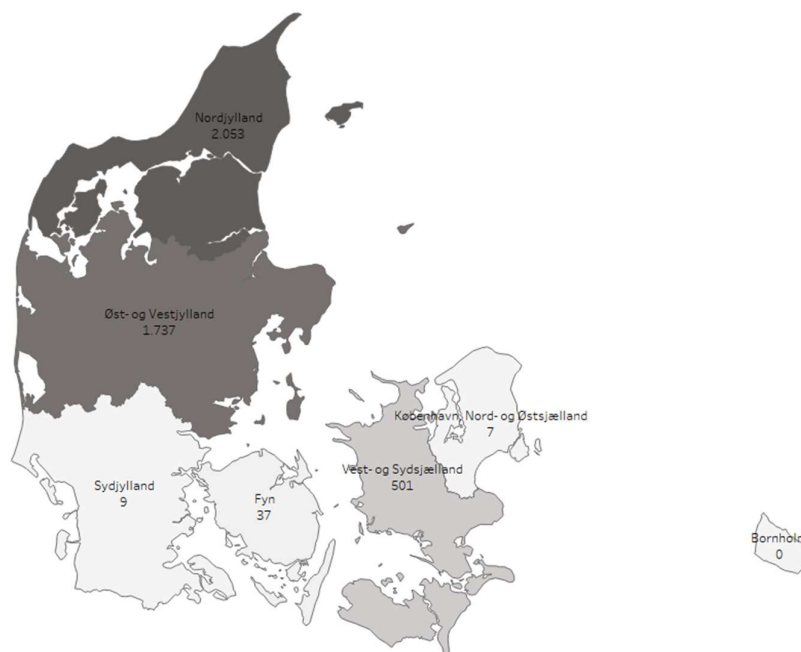 Nordjylland
2.053
Øst- og Vestjylland
1.737
København, Nord- og Østsjælland
7
Vest- og Sydsjælland
501
Sydjylland
9
Fyn
37
Bornholm
0